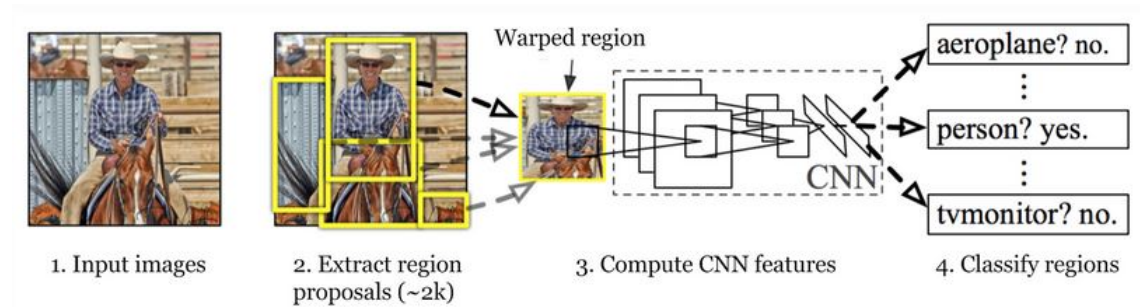 Warped region
aeroplane? no.
person? yes.
CNN
tvmonitor? no.
1. Input images
2. Extract region
proposals (~2k)
3. Compute CNN features
4. Classify regions